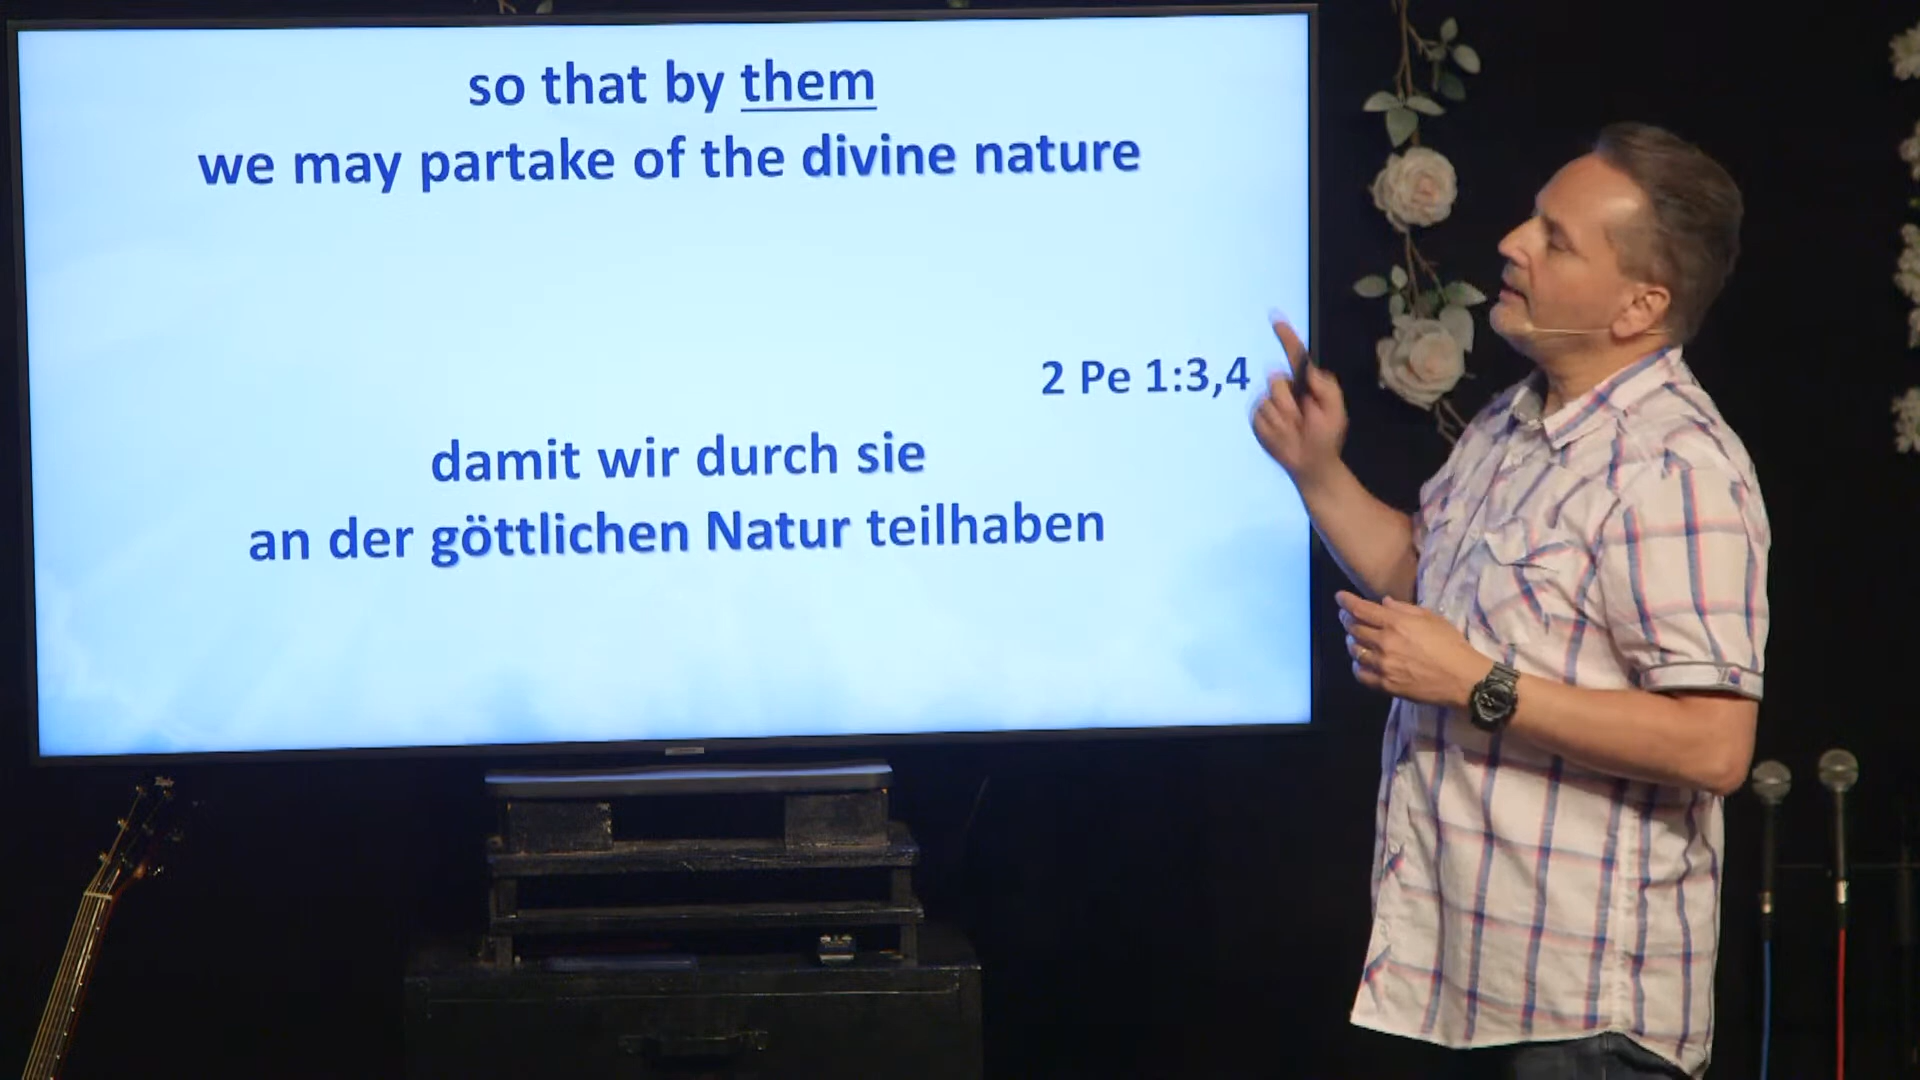 so that by them
we may partake of the divine nature
2 Pe 1:3,4
damit wir durch sie
an der göttlichen Natur teilhaben